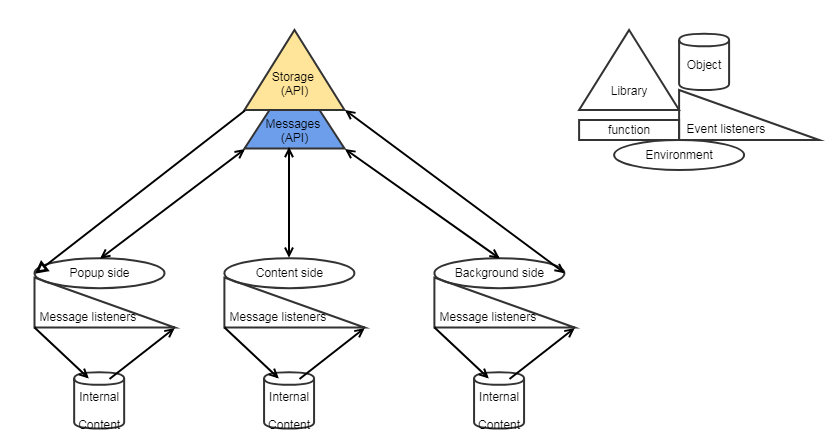 Storage
(API)
Messages
(API)
Library
Object
function
Event listeners
Environment
Popup side
Content side
Background side
Message listeners
Message listeners
Message listeners
Internal
Content
Internal
Content
Internal
Content